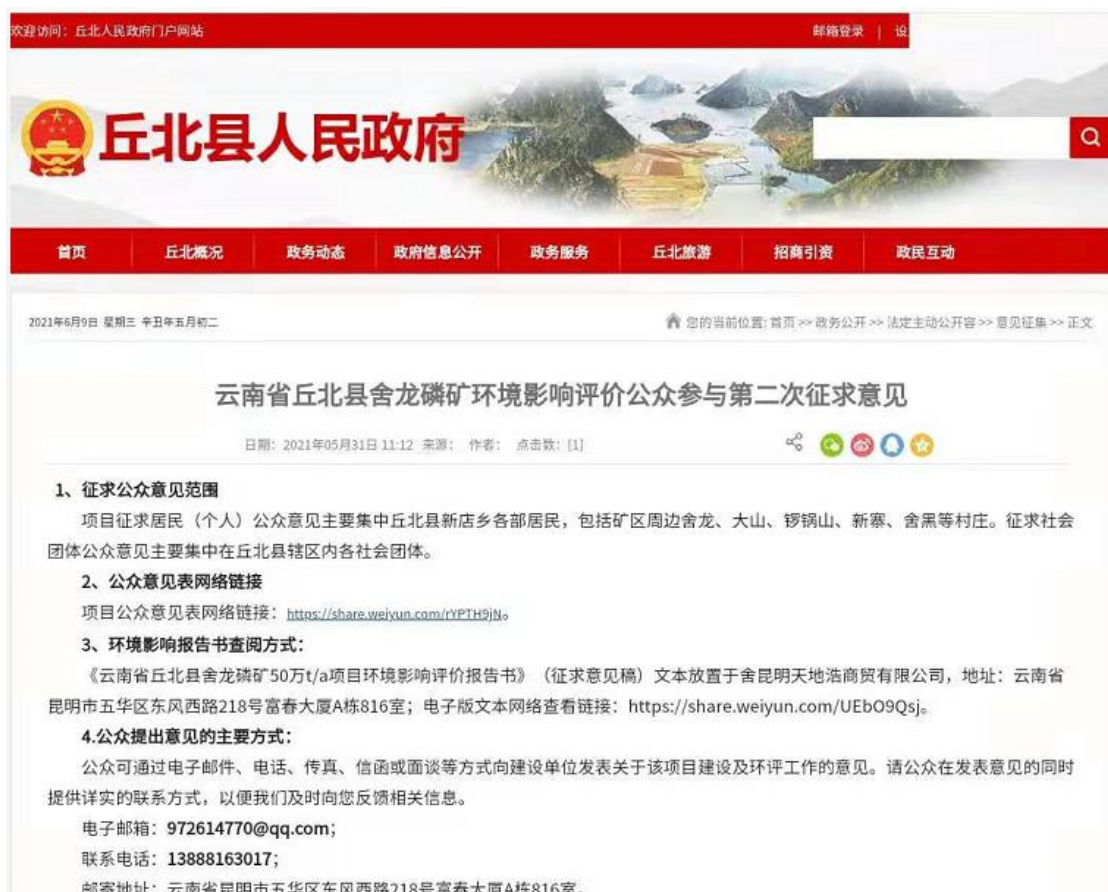 欢迎访问：丘北人民政府门户网站
邮箱登录 | 设
丘北县人民政府
首页 丘北概况 政务动态 政府信息公开 政务服务 丘北旅游 招商引资 政民互动
2021年6月9日 星期三 辛丑年五月初二
您的当前位置: 首页 >> 政务公开 >> 法定主动公开容 >> 意见征集 >> 正文
云南省丘北县舍龙磷矿环境影响评价公众参与第二次征求意见
日期：2021年05月31日 11:12 来源： 作者： 点击数：[1]
1、征求公众意见范围
项目征求居民（个人）公众意见主要集中丘北县新店乡各部居民，包括矿区周边舍龙、大山、锣锅山、新寨、舍黑等村庄。征求社会
团体公众意见主要集中在丘北县辖区内各社会团体。
2、公众意见表网络链接
项目公众意见表网络链接：https://share.weiyun.com/rYPTH9jN。
3、环境影响报告书查阅方式：
《云南省丘北县舍龙磷矿50万t/a项目环境影响评价报告书》（征求意见稿）文本放置于舍昆明天地浩商贸有限公司，地址：云南省
昆明市五华区东风西路218号富春大厦A栋816室；电子版文本网络查看链接：https://share.weiyun.com/UEbO9Qsj。
4.公众提出意见的主要方式：
公众可通过电子邮件、电话、传真、信函或面谈等方式向建设单位发表关于该项目建设及环评工作的意见。请公众在发表意见的同时
提供详实的联系方式，以便我们及时向您反馈相关信息。
电子邮箱：972614770@qq.com；
联系电话：13888163017；
邮寄地址：云南省昆明市五华区东风西路218号富春大厦A栋816室。